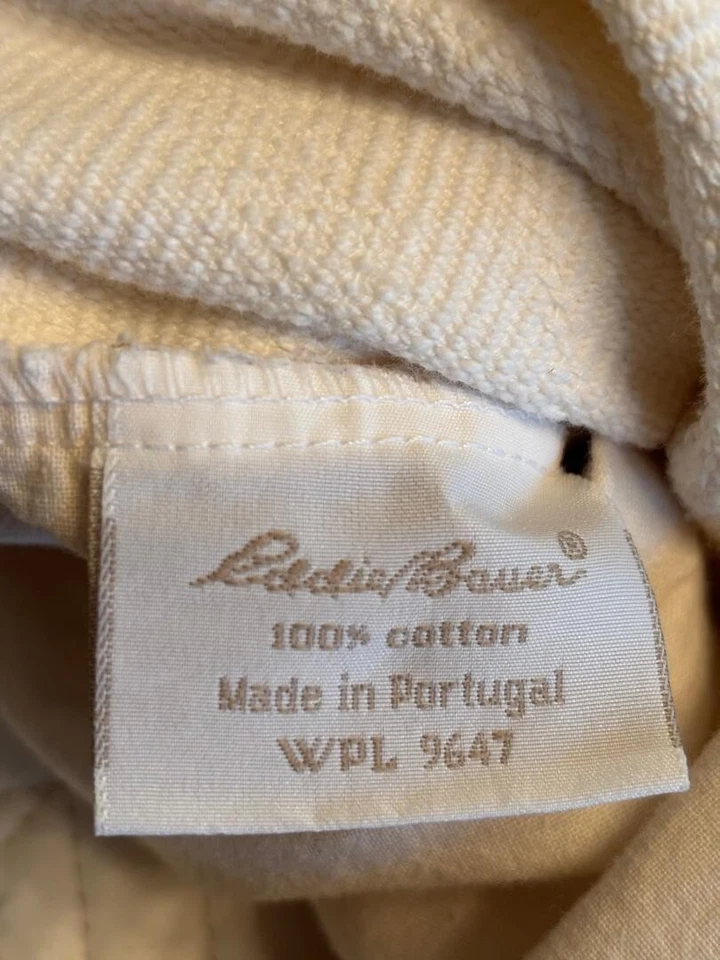 Eddie Bauer®
100% cotton
Made in Portugal
WPL 9647